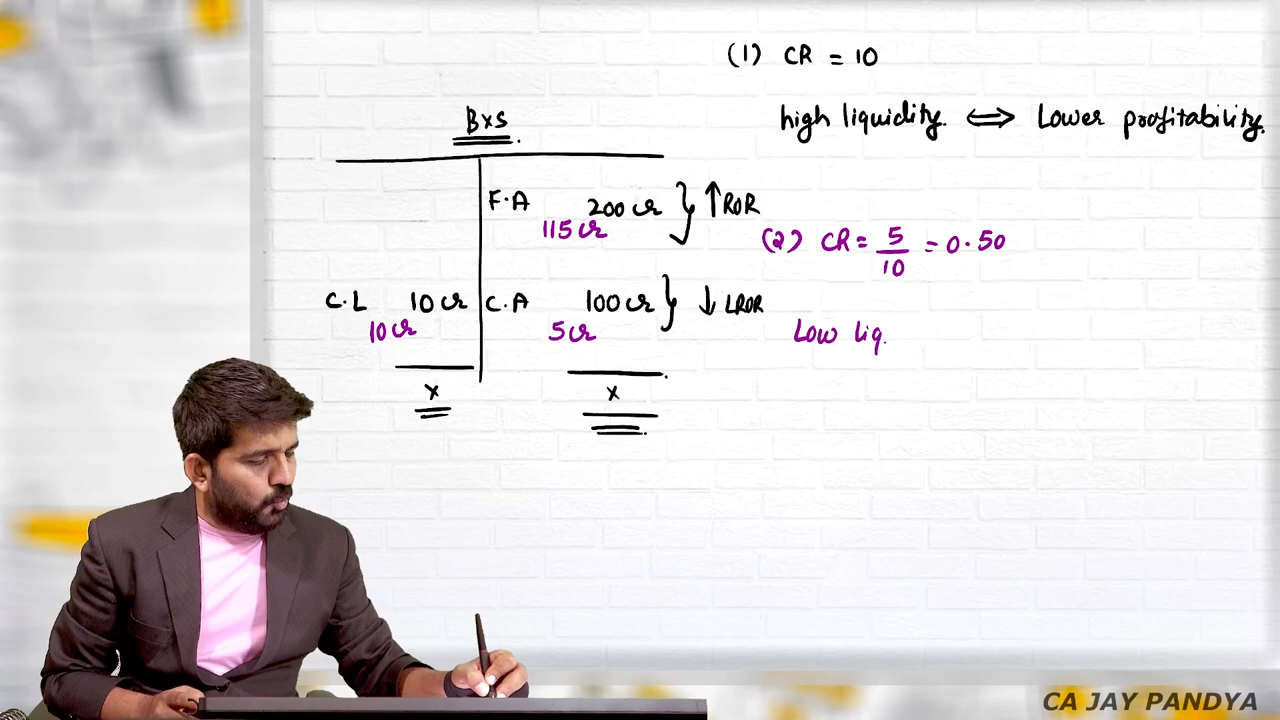 (1) CR = 10
high liquidity. ⟺ Lower profitability.
BxS
F.A 200 cr } ↑ROR
115 cr
(2) CR = 5/10 = 0.50
C.L 10 cr C.A 100 cr } ↓ LROR
10 cr 5 cr
Low Liq.
x x
CA JAY PANDYA